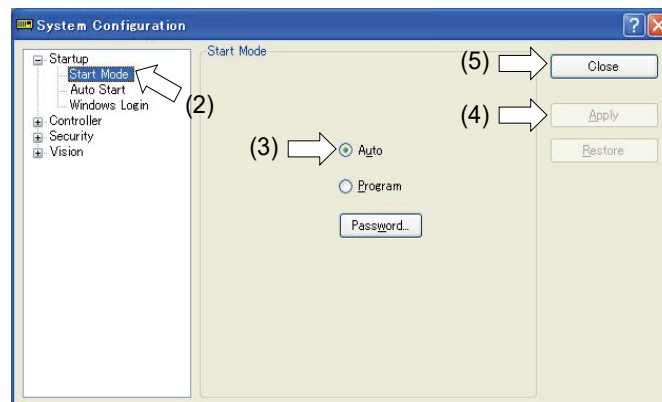 System Configuration
Startup
Start Mode
Auto Start
Windows Login
Controller
Security
Vision
(2)
Start Mode
(3)
Auto
Program
Password...
(5)
Close
(4)
Apply
Restore